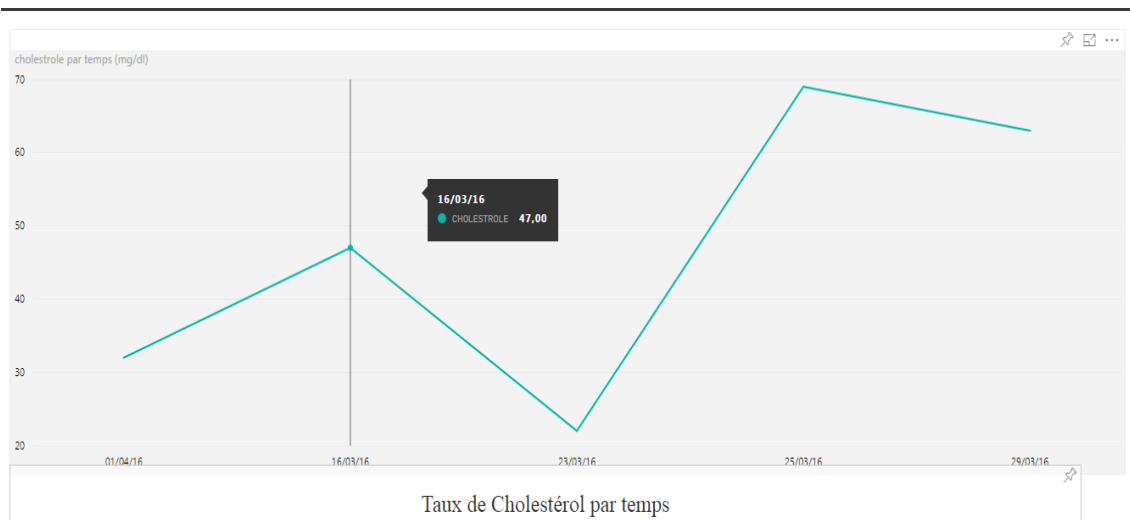 cholestrole par temps (mg/dl)
70
60
50
40
30
20
16/03/16
CHOLESTROLE 47,00
01/04/16 16/03/16 23/03/16 25/03/16 29/03/16
Taux de Cholestérol par temps